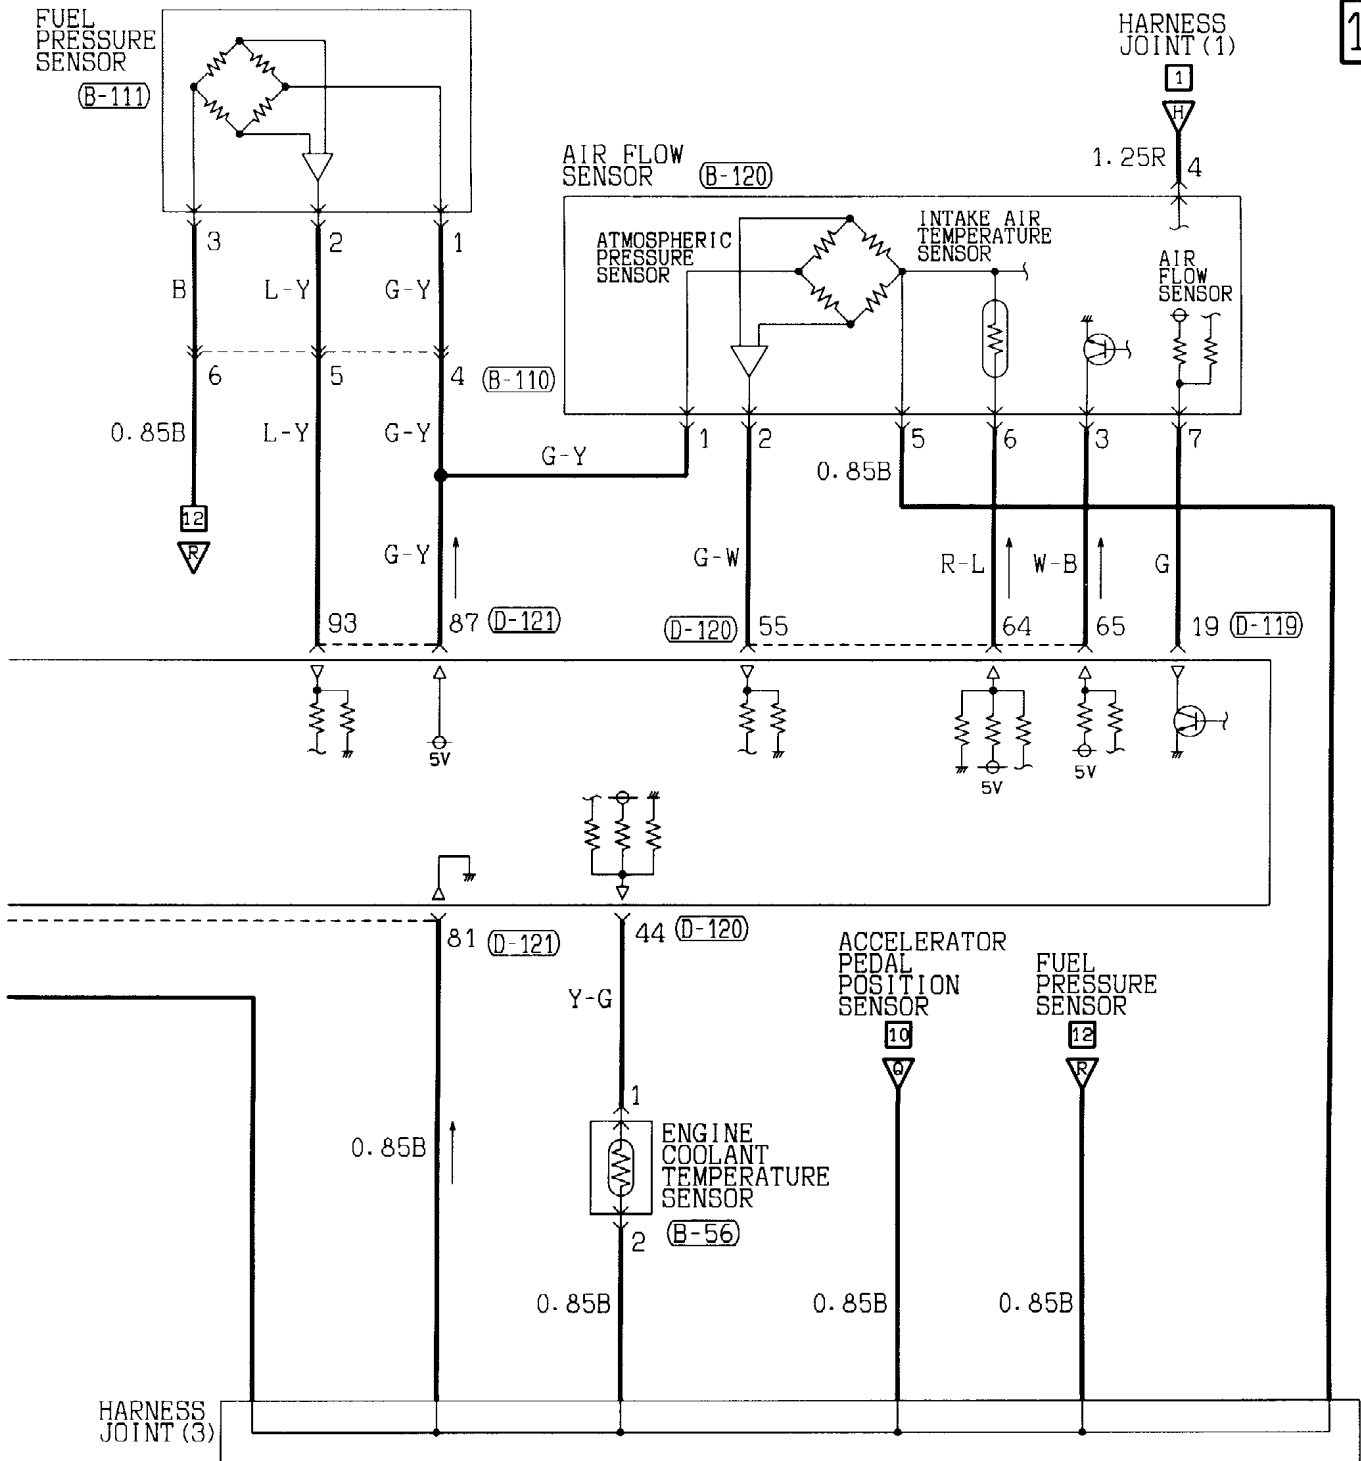 FUEL
PRESSURE
SENSOR
B-111
HARNESS
JOINT(1)
1
H
1.25R
4
1
AIR FLOW
SENSOR
B-120
ATMOSPHERIC
PRESSURE
SENSOR
INTAKE AIR
TEMPERATURE
SENSOR
AIR
FLOW
SENSOR
3 2 1
B L-Y G-Y
6 5 4 B-110
0.85B L-Y G-Y
G-Y
1 2 5 6 3 7
0.85B
12
R
G-Y G-W R-L W-B G
93 87 D-121 D-120 55 64 65 19 D-119
5V 5V 5V
81 D-121 44 D-120
Y-G
ACCELERATOR
PEDAL
POSITION
SENSOR
10
Q
FUEL
PRESSURE
SENSOR
12
R
1
ENGINE
COOLANT
TEMPERATURE
SENSOR
2 B-56
0.85B 0.85B 0.85B 0.85B
HARNESS
JOINT(3)